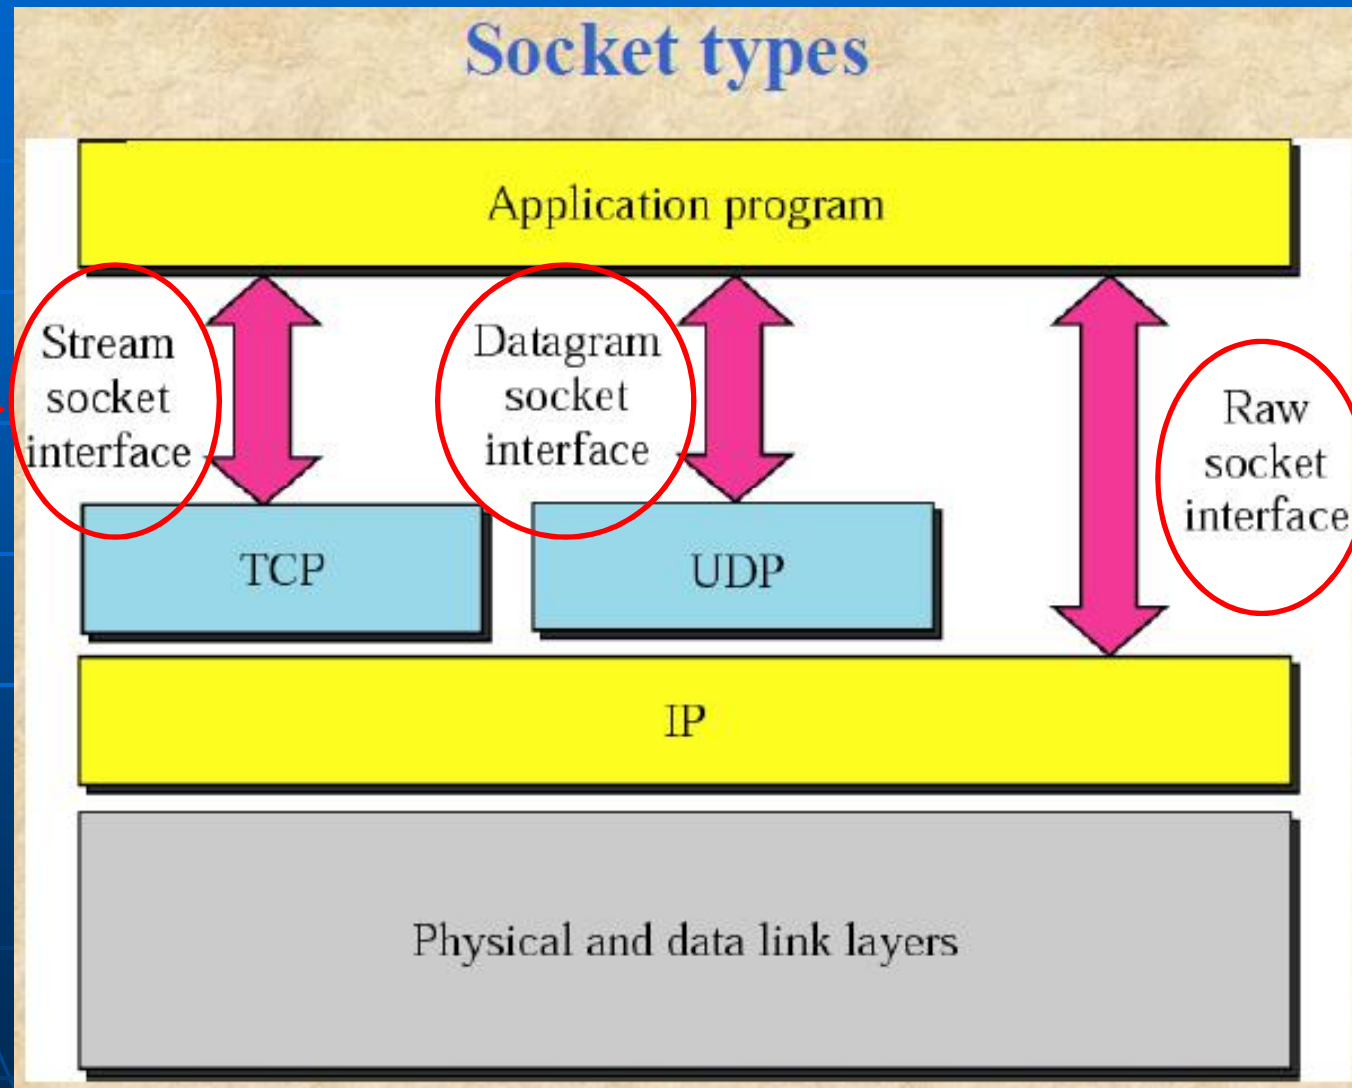 Socket types
Application program
Stream
socket
interface
Datagram
socket
interface
Raw
socket
interface
TCP
UDP
IP
Physical and data link layers